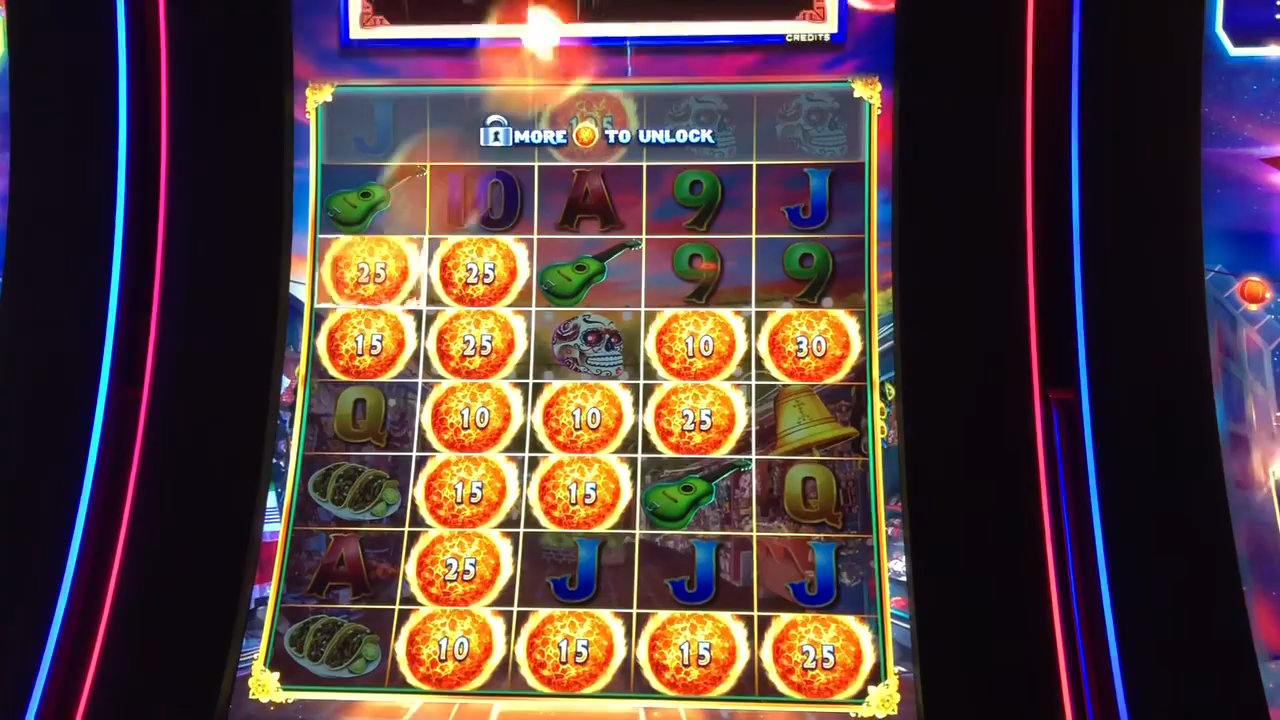 CREDITS
J
MORE TO UNLOCK
10 A 9 J
25 25 9 9
15 25 10 30
Q 10 10 25
15 15 Q
A 25 J J J
10 15 15 25